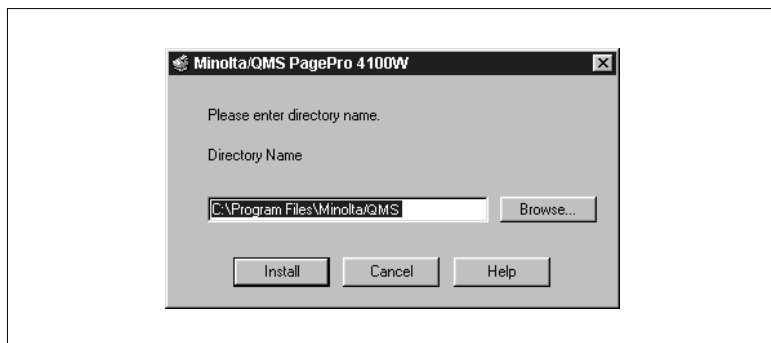 Minolta/QMS PagePro 4100W
Please enter directory name.
Directory Name
C:\Program Files\Minolta/QMS
Browse...
Install Cancel Help